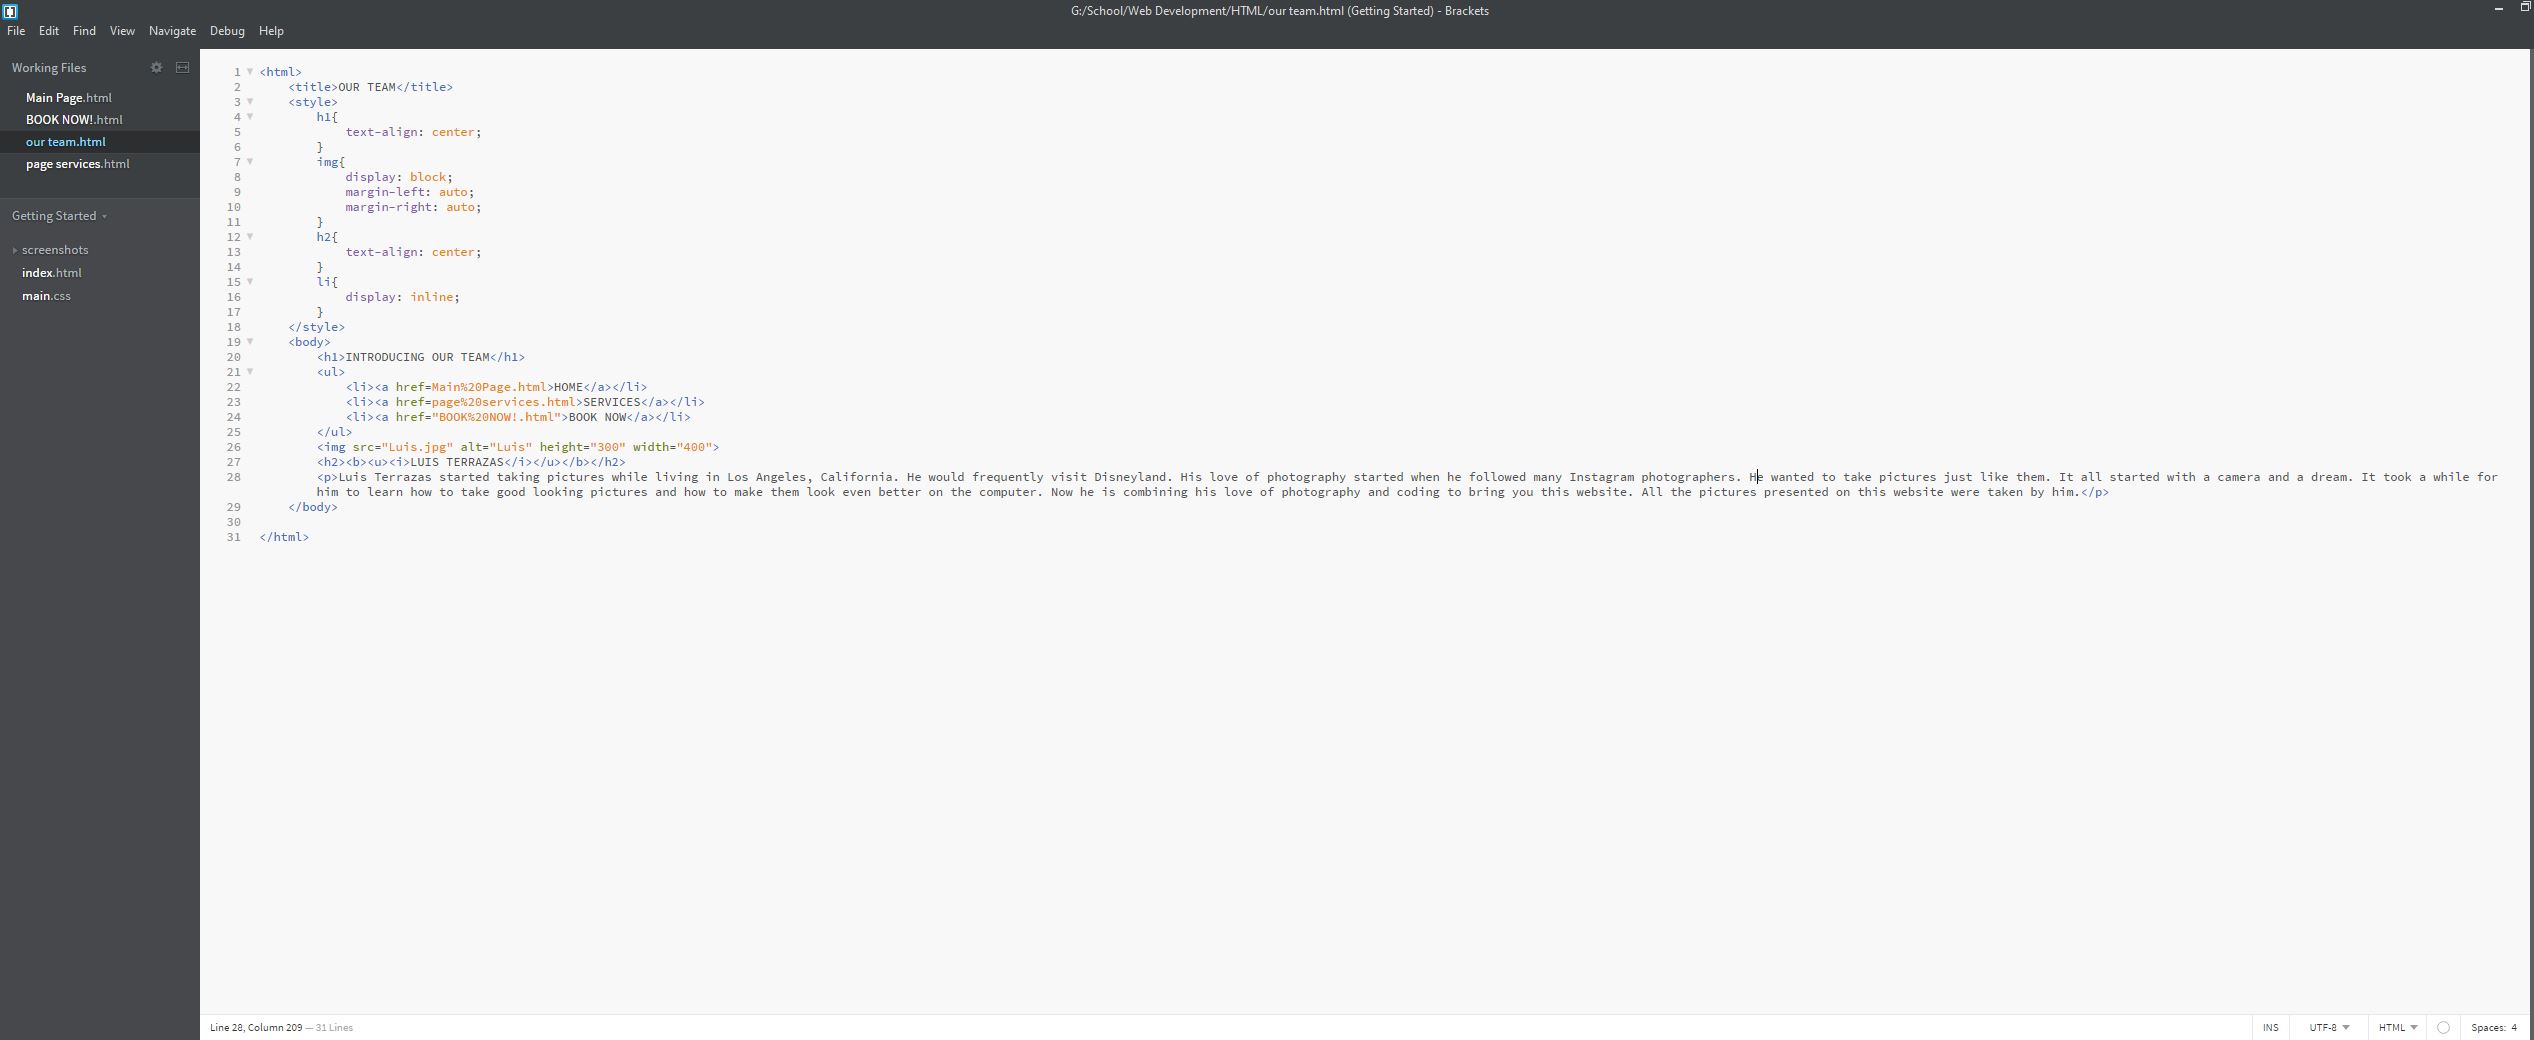 G:/School/Web Development/HTML/our team.html (Getting Started) - Brackets
File Edit Find View Navigate Debug Help
Working Files
Main Page.html
BOOK NOW!.html
our team.html
page services.html
Getting Started
screenshots
index.html
main.css
1 <html>
2 <title>OUR TEAM</title>
3 <style>
4 h1{
5 text-align: center;
6 }
7 img{
8 display: block;
9 margin-left: auto;
10 margin-right: auto;
11 }
12 h2{
13 text-align: center;
14 }
15 li{
16 display: inline;
17 }
18 </style>
19 <body>
20 <h1>INTRODUCING OUR TEAM</h1>
21 <ul>
22 <li><a href=Main%20Page.html>HOME</a></li>
23 <li><a href=page%20services.html>SERVICES</a></li>
24 <li><a href="BOOK%20NOW!.html">BOOK NOW</a></li>
25 </ul>
26 <img src="Luis.jpg" alt="Luis" height="300" width="400">
27 <h2><b><u><i>LUIS TERRAZAS</i></u></b></h2>
28 <p>Luis Terrazas started taking pictures while living in Los Angeles, California. He would frequently visit Disneyland. His love of photography started when he followed many Instagram photographers. He wanted to take pictures just like them. It all started with a camera and a dream. It took a while for
him to learn how to take good looking pictures and how to make them look even better on the computer. Now he is combining his love of photography and coding to bring you this website. All the pictures presented on this website were taken by him.</p>
29 </body>
30
31 </html>
Line 28, Column 209 — 31 Lines
INS UTF-8 HTML Spaces: 4